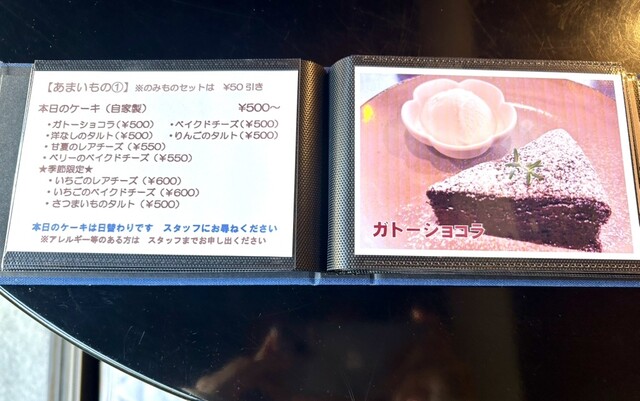 【あまいもの①】 ※のみものセットは ¥50引き
本日のケーキ（自家製） ¥500～
・ガトーショコラ（¥500） ・ベイクドチーズ（¥500）
・洋なしのタルト（¥500） ・りんごのタルト（¥500）
・甘夏のレアチーズ（¥550）
・ベリーのベイクドチーズ（¥550）
★季節限定★
・いちごのレアチーズ（¥600）
・いちごのベイクドチーズ（¥600）
・さつまいものタルト（¥500）
本日のケーキは日替わりです スタッフにお尋ねください
※アレルギー等のある方は スタッフまでお申し出ください
ガトーショコラ